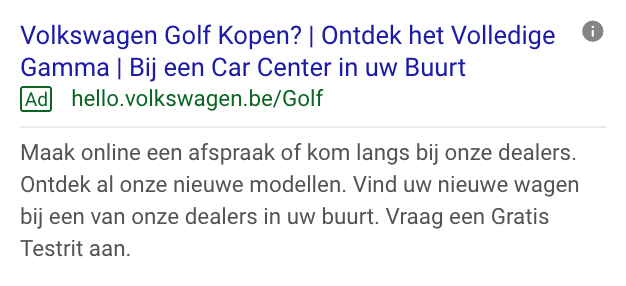 Volkswagen Golf Kopen? | Ontdek het Volledige
Gamma | Bij een Car Center in uw Buurt
Ad hello.volkswagen.be/Golf
Maak online een afspraak of kom langs bij onze dealers.
Ontdek al onze nieuwe modellen. Vind uw nieuwe wagen
bij een van onze dealers in uw buurt. Vraag een Gratis
Testrit aan.